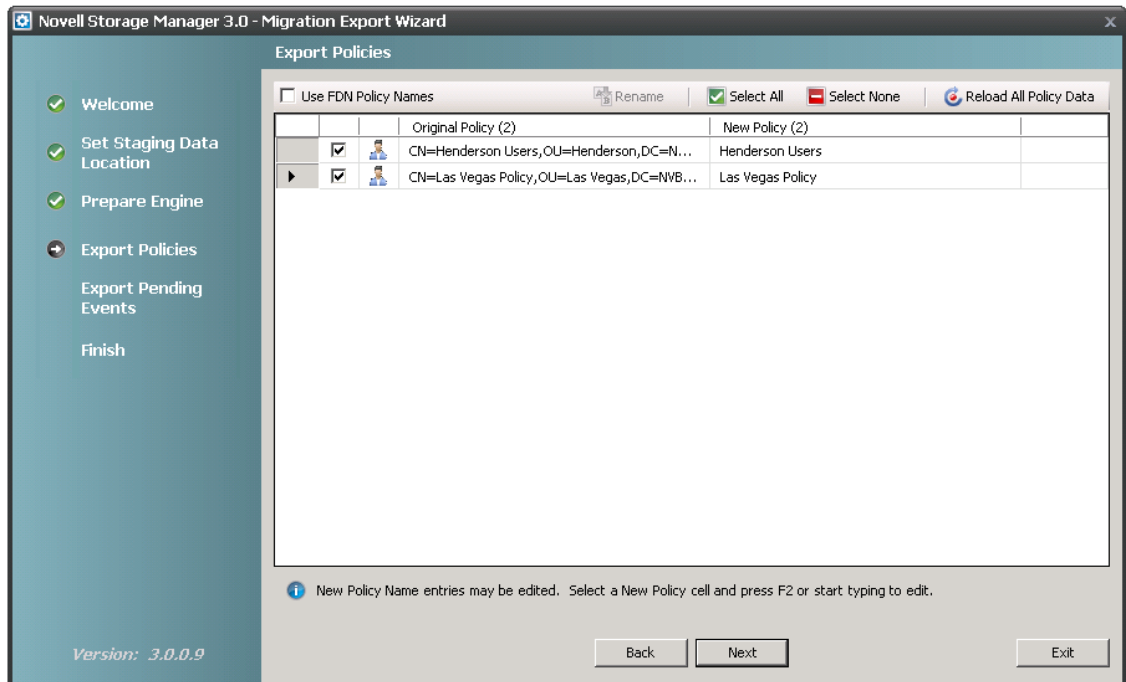 Novell Storage Manager 3.0 - Migration Export Wizard
Export Policies
Welcome
Set Staging Data
Location
Prepare Engine
Export Policies
Export Pending
Events
Finish
Version: 3.0.0.9
Use FDN Policy Names
Rename
Select All
Select None
Reload All Policy Data
Original Policy (2)
New Policy (2)
CN=Henderson Users,OU=Henderson,DC=N...
Henderson Users
CN=Las Vegas Policy,OU=Las Vegas,DC=NVB...
Las Vegas Policy
New Policy Name entries may be edited. Select a New Policy cell and press F2 or start typing to edit.
Back
Next
Exit